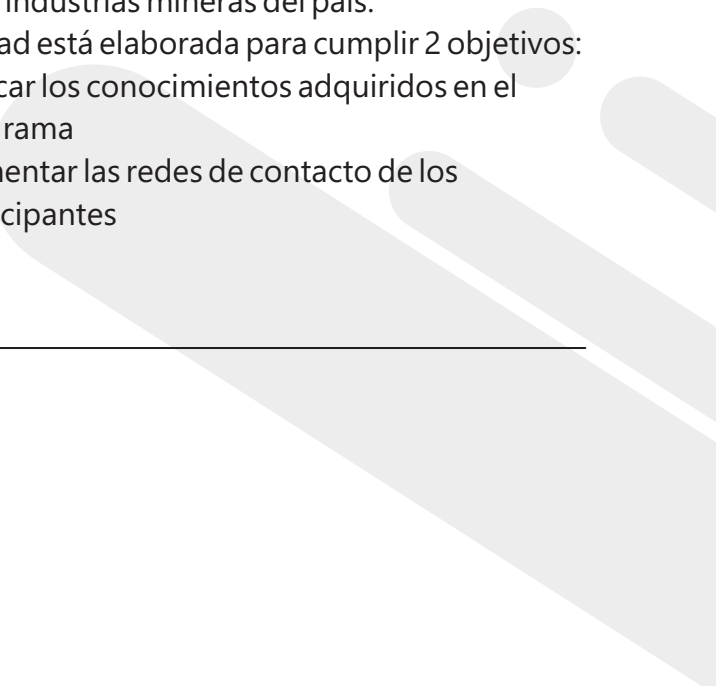 industrias mineras del país.
ad está elaborada para cumplir 2 objetivos:
car los conocimientos adquiridos en el
rama
entar las redes de contacto de los
cipantes